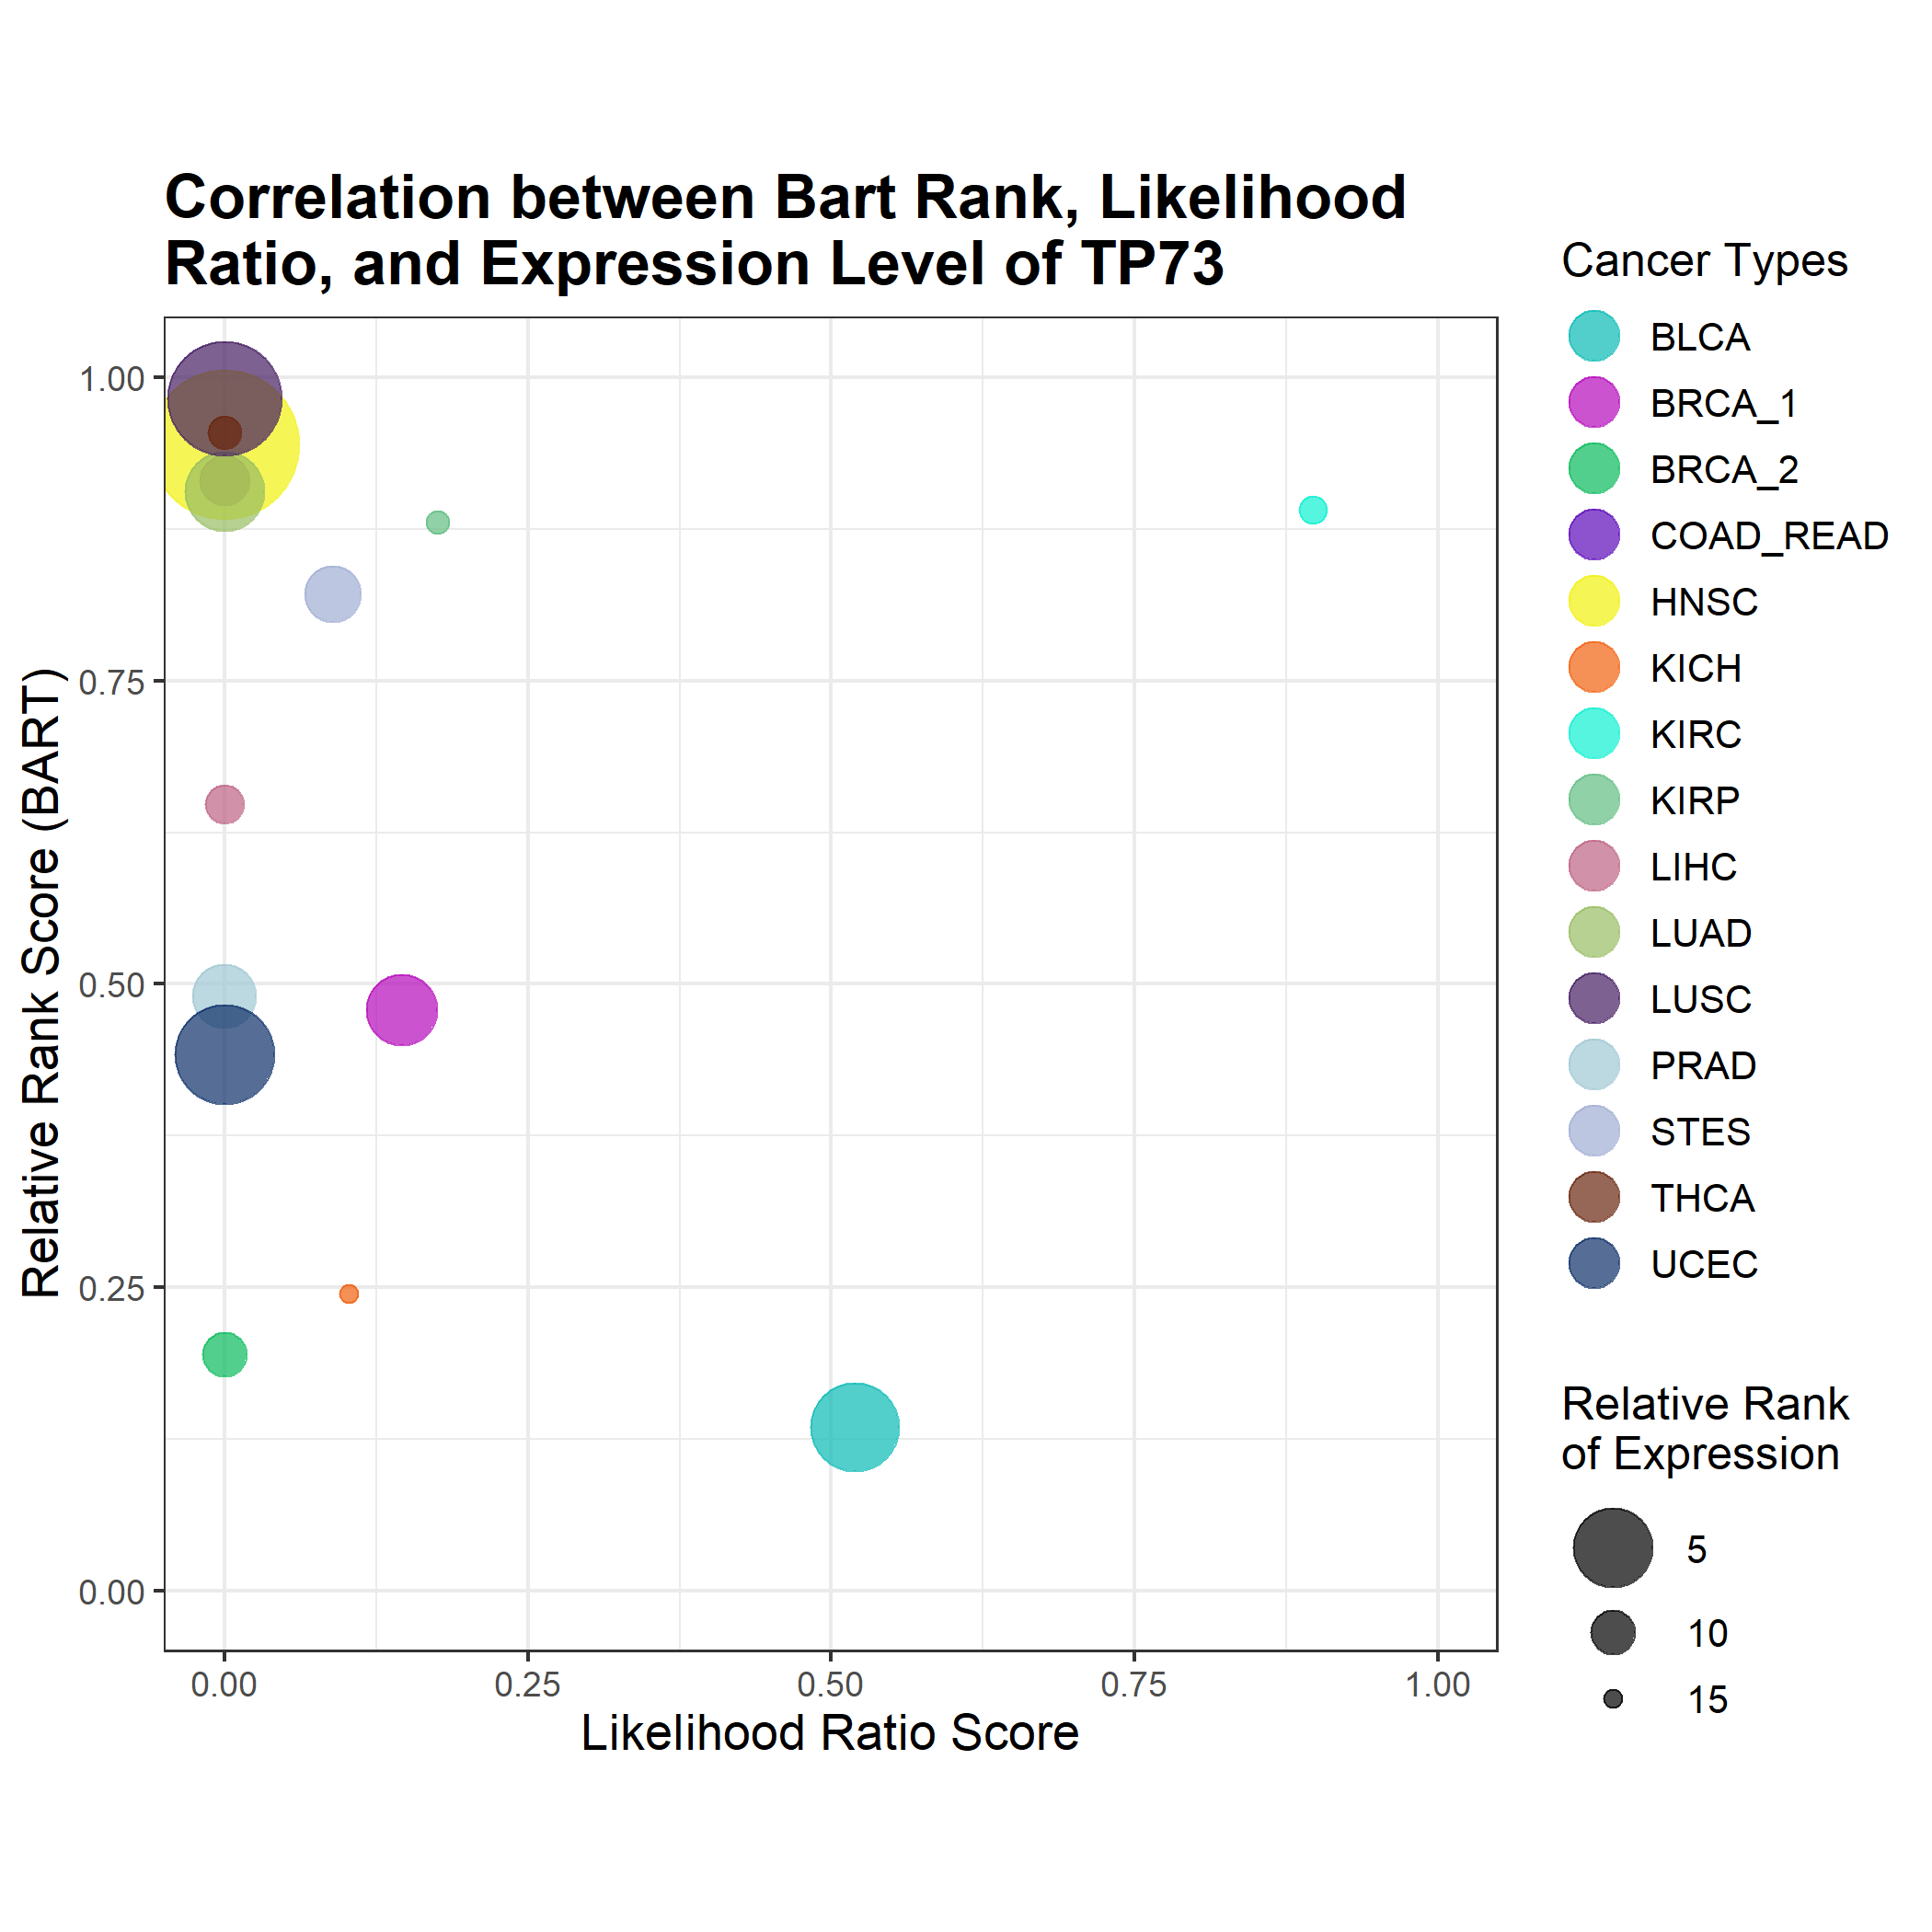 Correlation between Bart Rank, Likelihood
Ratio, and Expression Level of TP73
Relative Rank Score (BART)
1.00
0.75
0.50
0.25
0.00
0.00
0.25
0.50
0.75
1.00
Likelihood Ratio Score
Cancer Types
BLCA
BRCA_1
BRCA_2
COAD_READ
HNSC
KICH
KIRC
KIRP
LIHC
LUAD
LUSC
PRAD
STES
THCA
UCEC
Relative Rank
of Expression
5
10
15